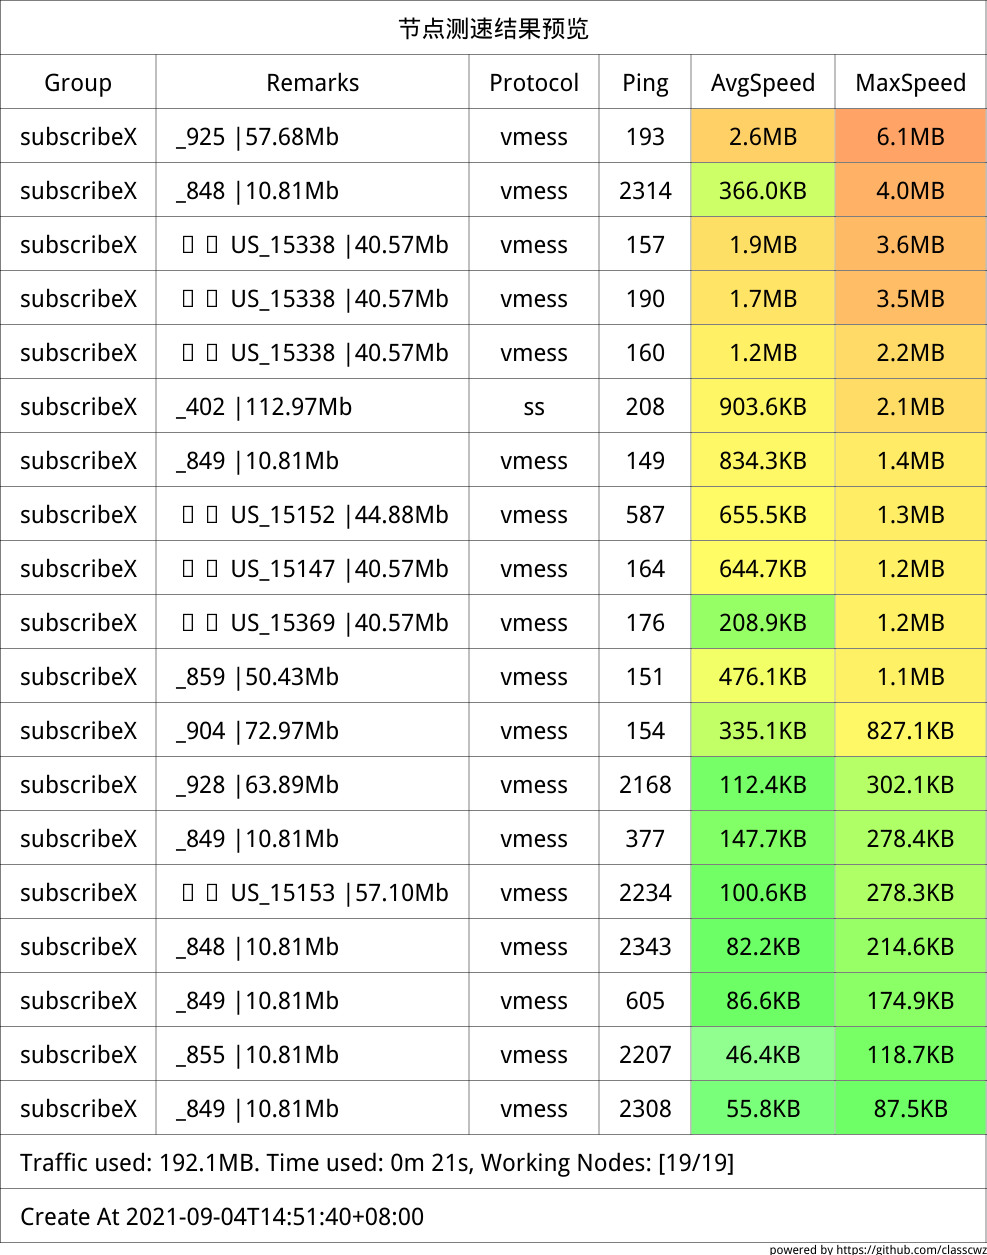 节点测速结果预览
Group Remarks Protocol Ping AvgSpeed MaxSpeed
subscribeX _925 |57.68Mb vmess 193 2.6MB 6.1MB
subscribeX _848 |10.81Mb vmess 2314 366.0KB 4.0MB
subscribeX US_15338 |40.57Mb vmess 157 1.9MB 3.6MB
subscribeX US_15338 |40.57Mb vmess 190 1.7MB 3.5MB
subscribeX US_15338 |40.57Mb vmess 160 1.2MB 2.2MB
subscribeX _402 |112.97Mb ss 208 903.6KB 2.1MB
subscribeX _849 |10.81Mb vmess 149 834.3KB 1.4MB
subscribeX US_15152 |44.88Mb vmess 587 655.5KB 1.3MB
subscribeX US_15147 |40.57Mb vmess 164 644.7KB 1.2MB
subscribeX US_15369 |40.57Mb vmess 176 208.9KB 1.2MB
subscribeX _859 |50.43Mb vmess 151 476.1KB 1.1MB
subscribeX _904 |72.97Mb vmess 154 335.1KB 827.1KB
subscribeX _928 |63.89Mb vmess 2168 112.4KB 302.1KB
subscribeX _849 |10.81Mb vmess 377 147.7KB 278.4KB
subscribeX US_15153 |57.10Mb vmess 2234 100.6KB 278.3KB
subscribeX _848 |10.81Mb vmess 2343 82.2KB 214.6KB
subscribeX _849 |10.81Mb vmess 605 86.6KB 174.9KB
subscribeX _855 |10.81Mb vmess 2207 46.4KB 118.7KB
subscribeX _849 |10.81Mb vmess 2308 55.8KB 87.5KB
Traffic used: 192.1MB. Time used: 0m 21s, Working Nodes: [19/19]
Create At 2021-09-04T14:51:40+08:00
powered by https://github.com/classcwz